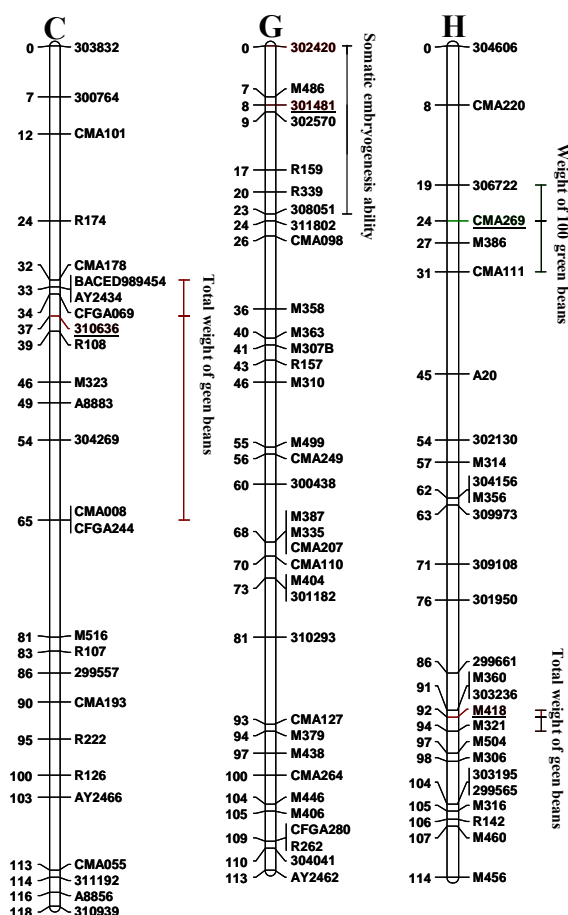 C
0 303832
7 300764
12 CMA101
24 R174
32 CMA178
33 BACED989454
AY2434
34 CFGA069
37 310636
39 R108
46 M323
49 A8883
54 304269
65 CMA008
CFGA244
81 M516
83 R107
86 299557
90 CMA193
95 R222
100 R126
103 AY2466
113 CMA055
114 311192
116 A8856
118 310939
Total weight of geen beans
G
0 302420
7 M486
8 301481
9 302570
17 R159
20 R339
23 308051
24 311802
26 CMA098
36 M358
40 M363
41 M307B
43 R157
46 M310
55 M499
56 CMA249
60 300438
68 M387
M335
CMA207
70 CMA110
73 M404
301182
81 310293
93 CMA127
94 M379
97 M438
100 CMA264
104 M446
105 M406
109 CFGA280
R262
110 304041
113 AY2462
Somatic embryogenesis ability
H
0 304606
8 CMA220
19 306722
24 CMA269
27 M386
31 CMA111
45 A20
54 302130
57 M314
62 304156
M356
63 309973
71 309108
76 301950
86 299661
91 M360
303236
92 M418
94 M321
97 M504
98 M306
104 303195
299565
105 M316
106 R142
107 M460
114 M456
Weight of 100 green beans
Total weight of geen beans